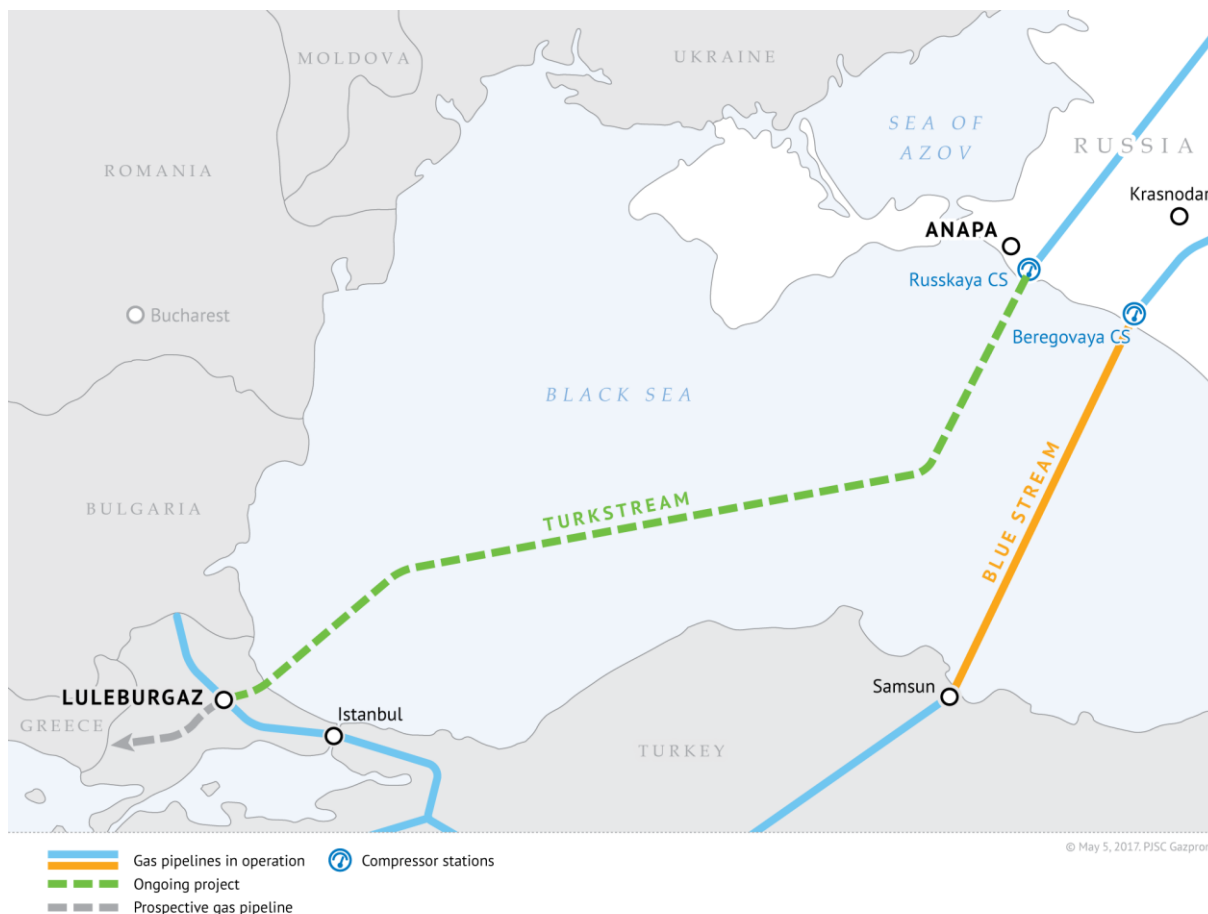 MOLDOVA
UKRAINE
SEA OF
AZOV
RUSSIA
ROMANIA
Krasnodar
ANAPA
Russkaya CS
Bucharest
Beregovaya CS
BLACK SEA
BULGARIA
TURKSTREAM
BLUE STREAM
LULEBURGAZ
Samsun
GREECE
Istanbul
TURKEY
© May 5, 2017. PJSC Gazprom
Gas pipelines in operation
Compressor stations
Ongoing project
Prospective gas pipeline